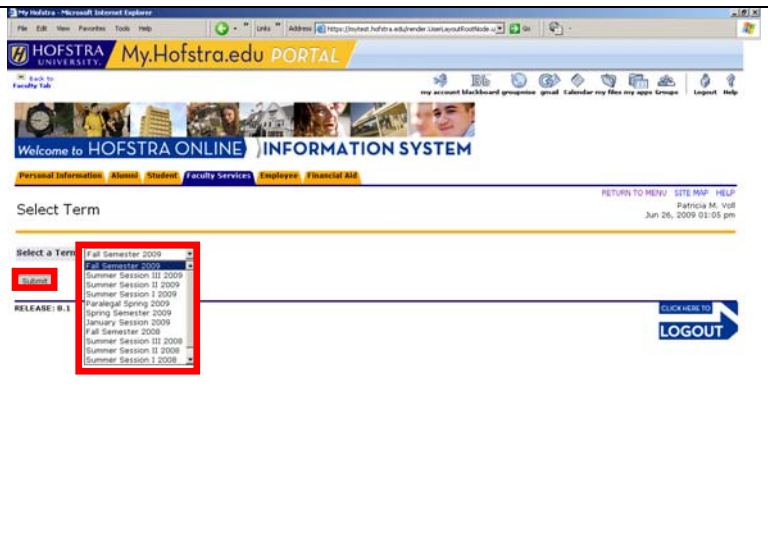 My Hofstra - Microsoft Internet Explorer
File Edit View Favorites Tools Help
Links Address https://mytest.hofstra.edu/render.UserLayoutRootNode.u Go
HOFSTRA UNIVERSITY. My.Hofstra.edu PORTAL
Back to Faculty Tab
my account blackboard groupwise gmail Calendar my files my apps Groups Logout Help
Welcome to HOFSTRA ONLINE INFORMATION SYSTEM
Personal Information Alumni Student Faculty Services Employee Financial Aid
RETURN TO MENU SITE MAP HELP
Select Term
Patricia M. Voll
Jun 26, 2009 01:05 pm
Select a Term Fall Semester 2009
Fall Semester 2009
Summer Session III 2009
Summer Session II 2009
Summer Session I 2009
Paralegal Spring 2009
Spring Semester 2009
January Session 2009
Fall Semester 2008
Summer Session III 2008
Summer Session II 2008
Summer Session I 2008
Submit
RELEASE: 8.1
CLICK HERE TO
LOGOUT